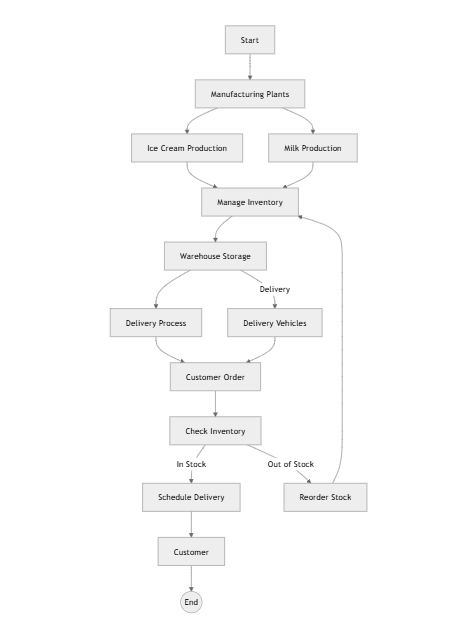 Start
Manufacturing Plants
Ice Cream Production
Milk Production
Manage Inventory
Warehouse Storage
Delivery
Delivery Process
Delivery Vehicles
Customer Order
Check Inventory
In Stock
Out of Stock
Schedule Delivery
Reorder Stock
Customer
End